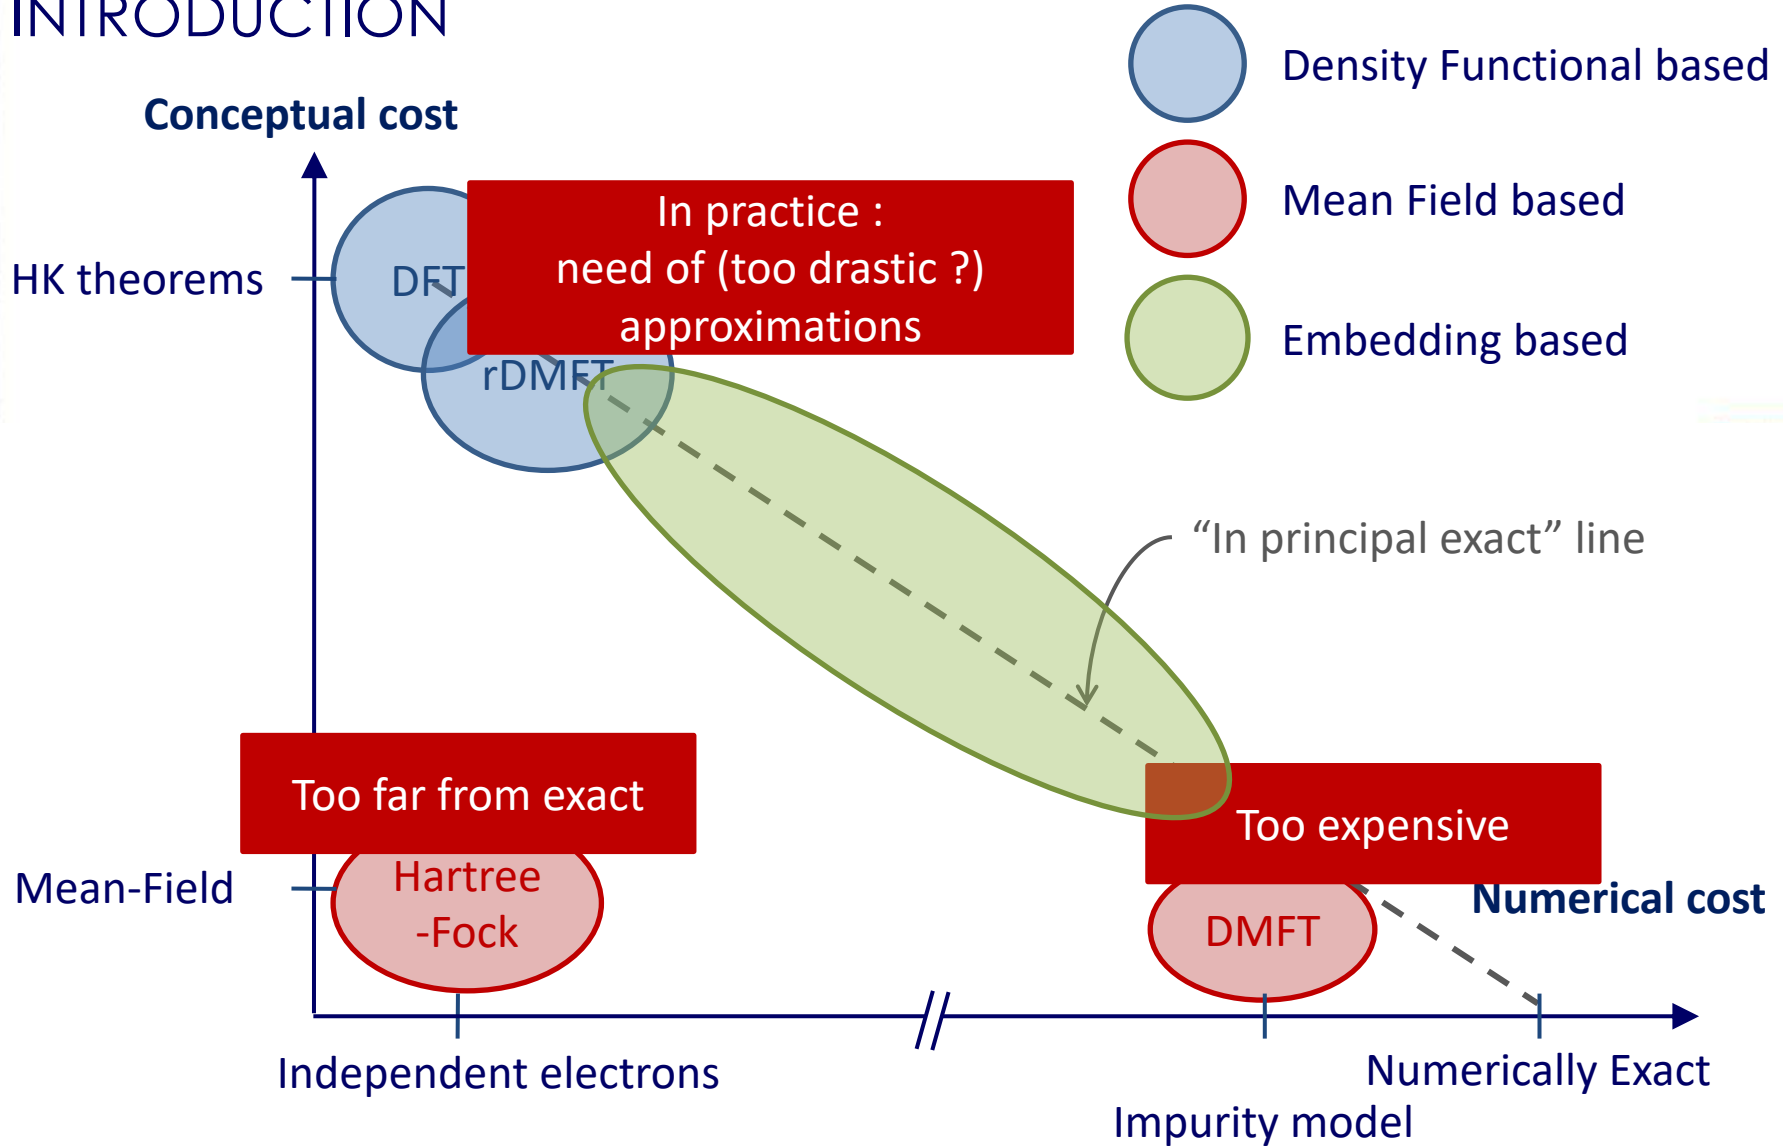 INTRODUCTION
Conceptual cost
Density Functional based
Mean Field based
Embedding based
In practice :
need of (too drastic ?)
approximations
HK theorems
DFT
rDMFT
“In principal exact” line
Too far from exact
Too expensive
Mean-Field
Hartree
-Fock
DMFT
Numerical cost
Independent electrons
Numerically Exact
Impurity model